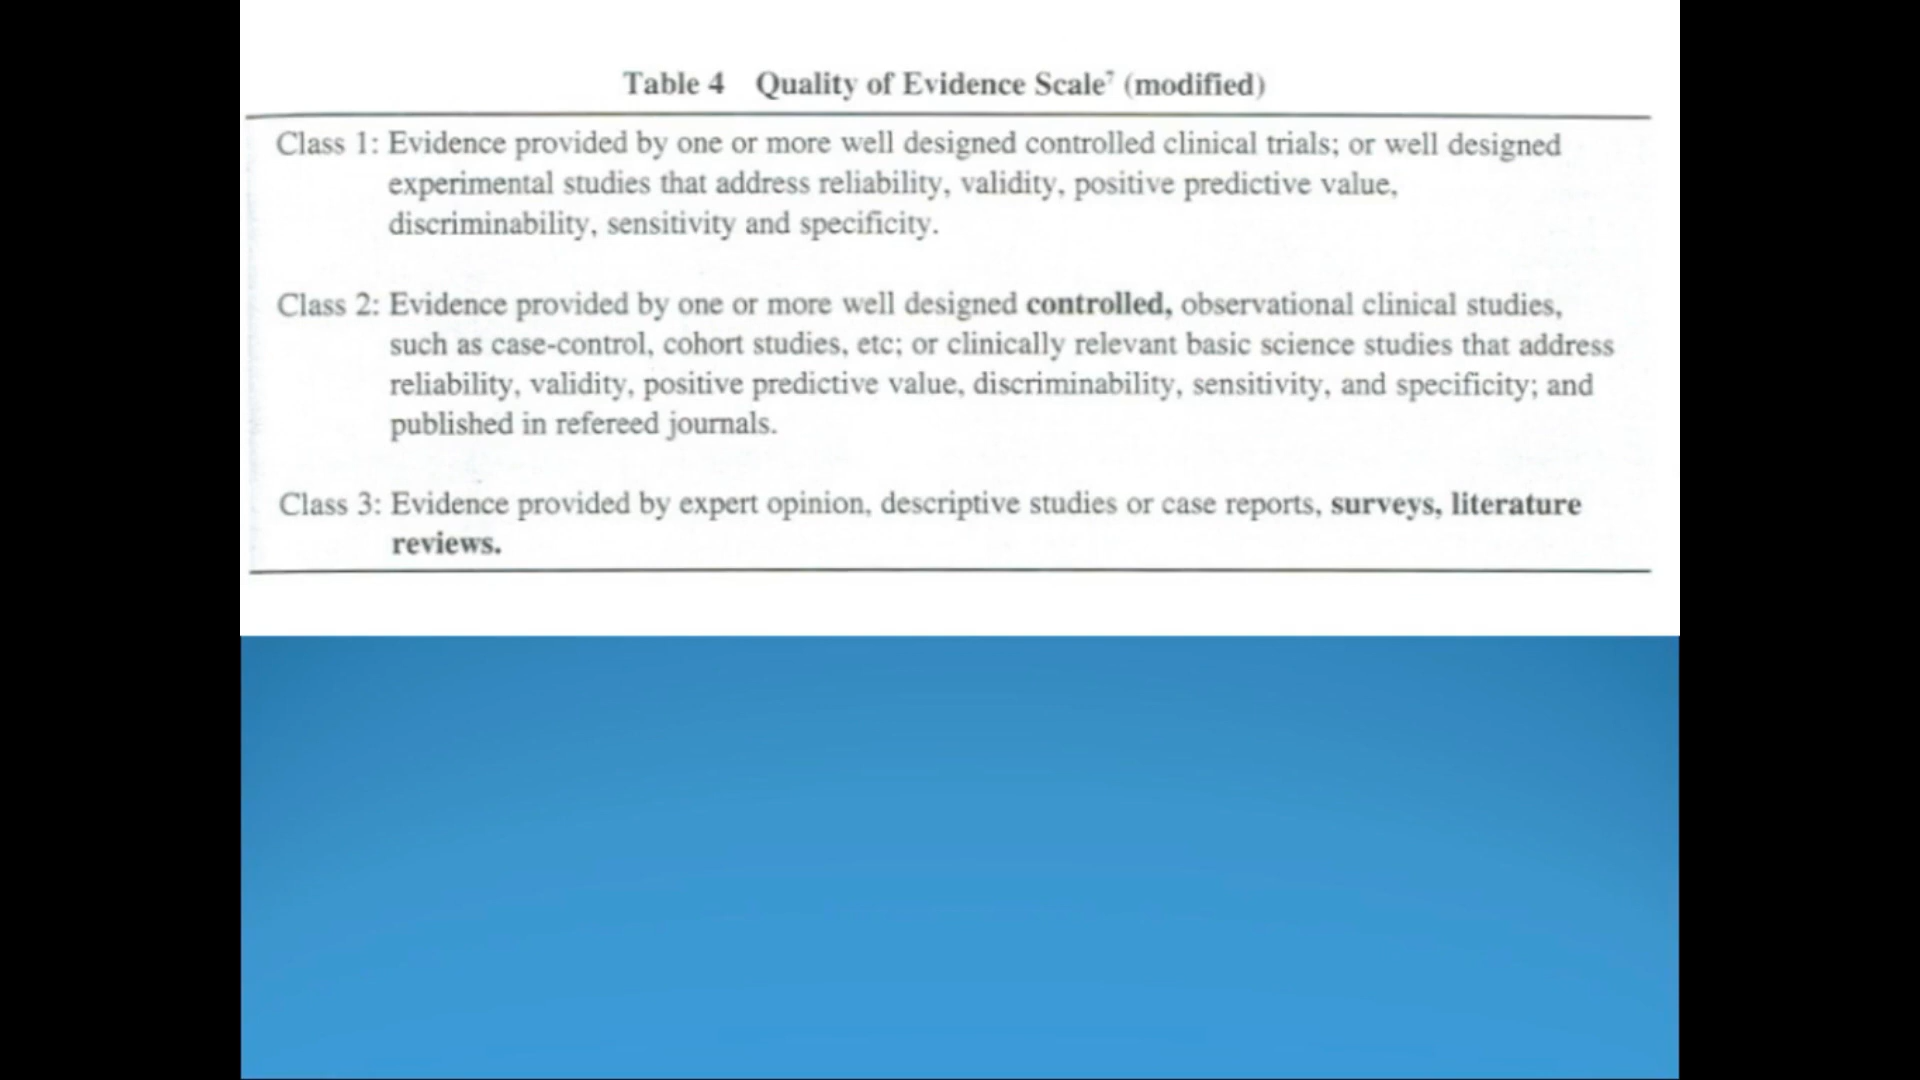 Table 4 Quality of Evidence Scale⁷ (modified)
Class 1: Evidence provided by one or more well designed controlled clinical trials; or well designed
experimental studies that address reliability, validity, positive predictive value,
discriminability, sensitivity and specificity.
Class 2: Evidence provided by one or more well designed controlled, observational clinical studies,
such as case-control, cohort studies, etc; or clinically relevant basic science studies that address
reliability, validity, positive predictive value, discriminability, sensitivity, and specificity; and
published in refereed journals.
Class 3: Evidence provided by expert opinion, descriptive studies or case reports, surveys, literature
reviews.